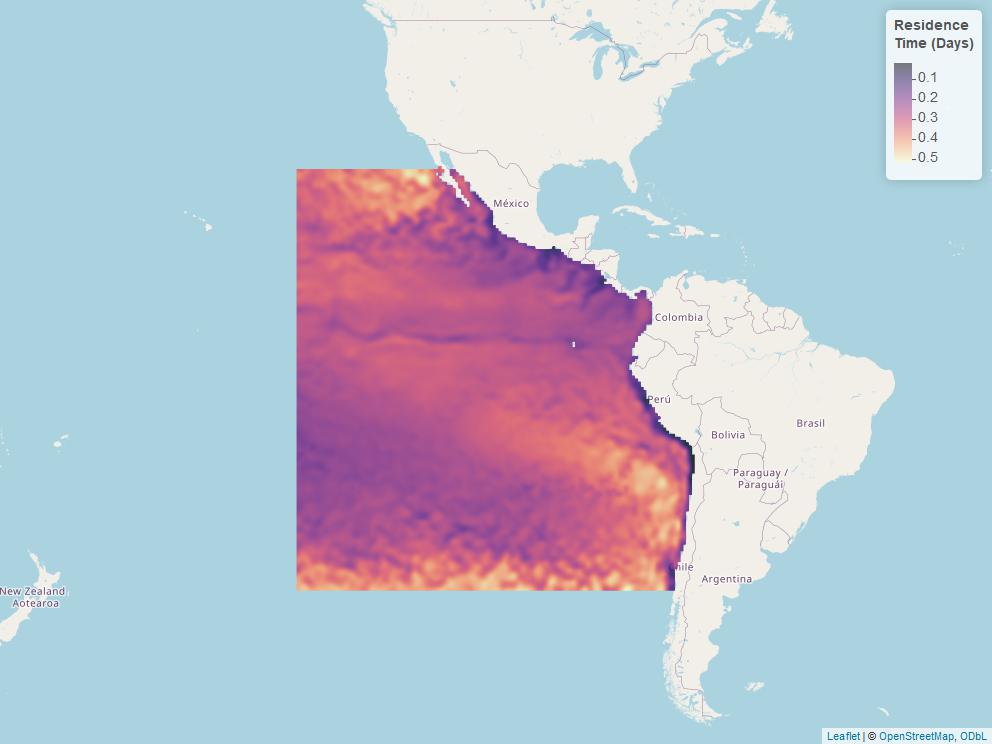 Residence
Time (Days)
0.1
0.2
0.3
0.4
0.5
México
Colombia
Perú
Brasil
Bolivia
Paraguay /
Paraguái
hile
Argentina
New Zealand
Aotearoa
Leaflet | © OpenStreetMap, ODbL